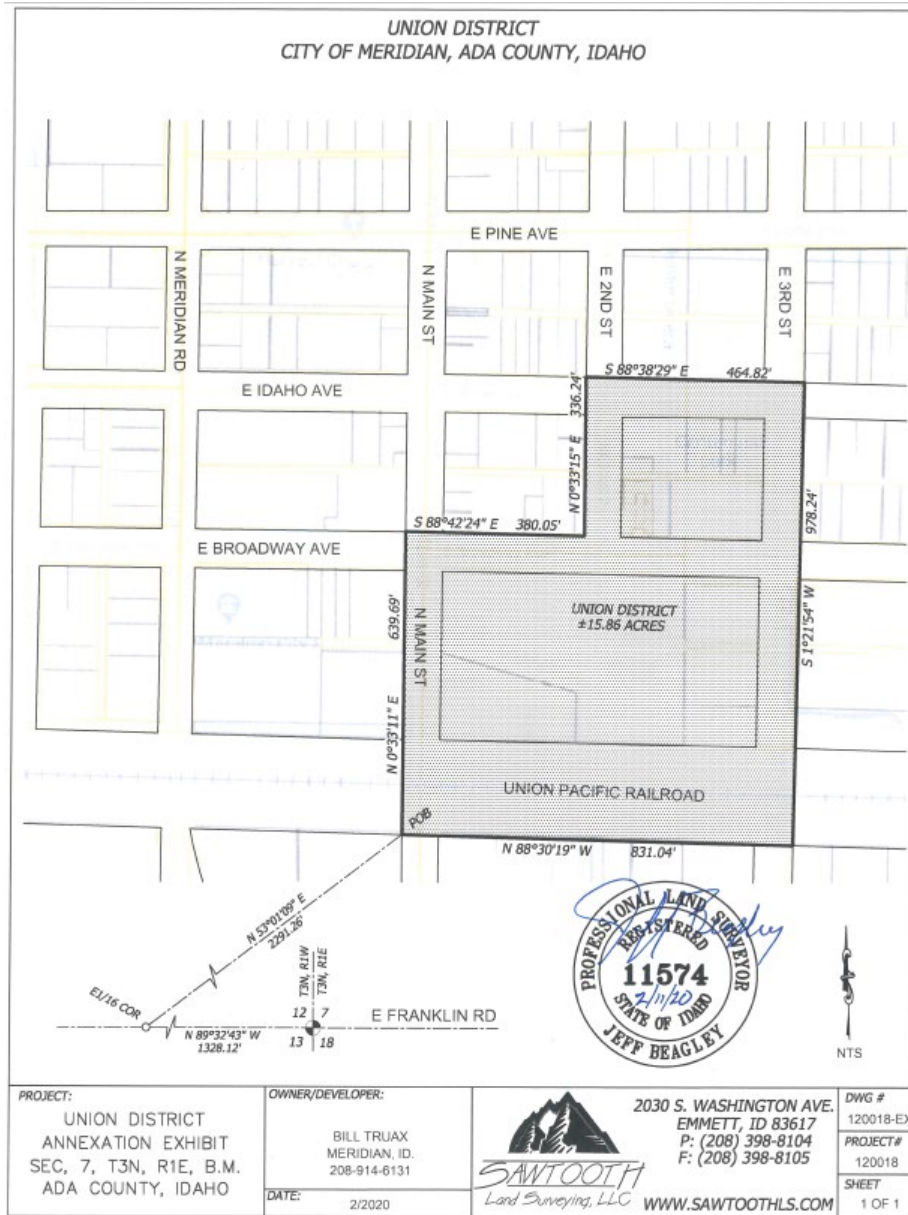 UNION DISTRICT
CITY OF MERIDIAN, ADA COUNTY, IDAHO
E PINE AVE
N MERIDIAN RD
N MAIN ST
E 2ND ST
E 3RD ST
S 88°38'29" E 464.82'
E IDAHO AVE
N 0°33'15" E 336.24'
S 88°42'24" E 380.05'
E BROADWAY AVE
S 1°21'54" W 978.24'
UNION DISTRICT
±15.86 ACRES
N MAIN ST
N 0°33'11" E 639.69'
UNION PACIFIC RAILROAD
POB
N 88°30'19" W 831.04'
N 53°01'09" E
2291.26'
T3N, R1W
T3N, R1E
E1/16 COR
12 7
13 18
E FRANKLIN RD
N 89°32'43" W
1328.12'
PROFESSIONAL LAND SURVEYOR
REGISTERED
11574
2/11/20
STATE OF IDAHO
JEFF BEAGLEY
NTS
PROJECT:
UNION DISTRICT
ANNEXATION EXHIBIT
SEC, 7, T3N, R1E, B.M.
ADA COUNTY, IDAHO
OWNER/DEVELOPER:
BILL TRUAX
MERIDIAN, ID.
208-914-6131
DATE:
2/2020
SAWTOOTH
Land Surveying, LLC
2030 S. WASHINGTON AVE.
EMMETT, ID 83617
P: (208) 398-8104
F: (208) 398-8105
WWW.SAWTOOTHLS.COM
DWG #
120018-EX
PROJECT#
120018
SHEET
1 OF 1